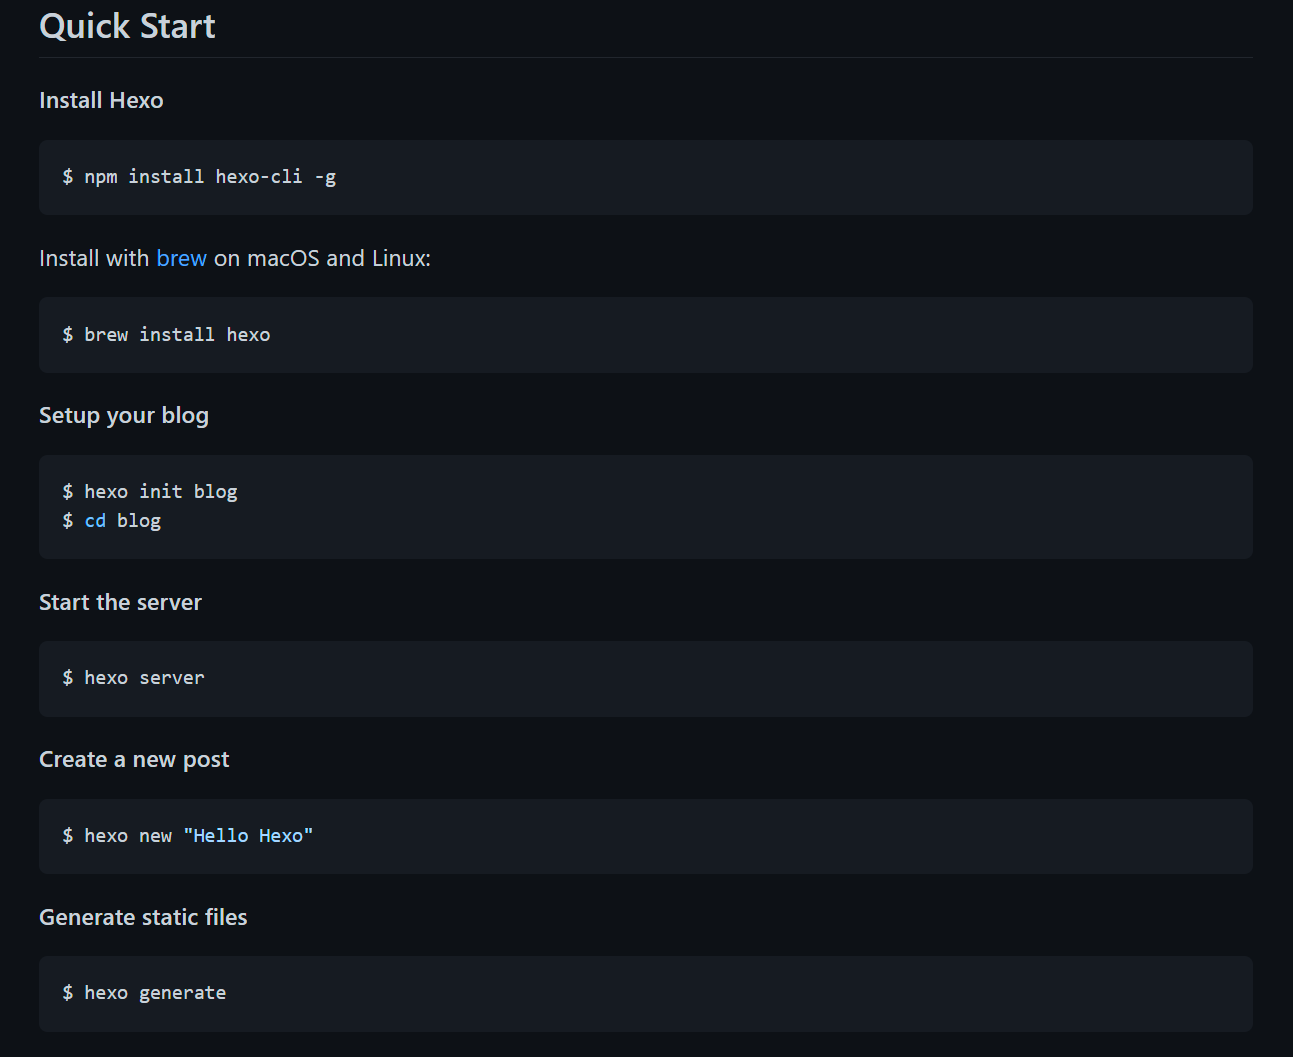 Quick Start
Install Hexo
$ npm install hexo-cli -g
Install with brew on macOS and Linux:
$ brew install hexo
Setup your blog
$ hexo init blog
$ cd blog
Start the server
$ hexo server
Create a new post
$ hexo new "Hello Hexo"
Generate static files
$ hexo generate